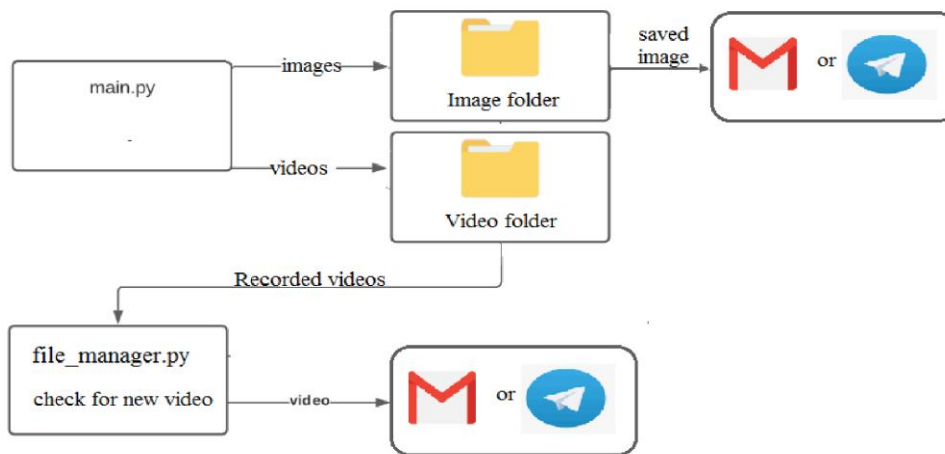 main.py
-
images
Image folder
saved
image
or
videos
Video folder
Recorded videos
file_manager.py
check for new video
video
or